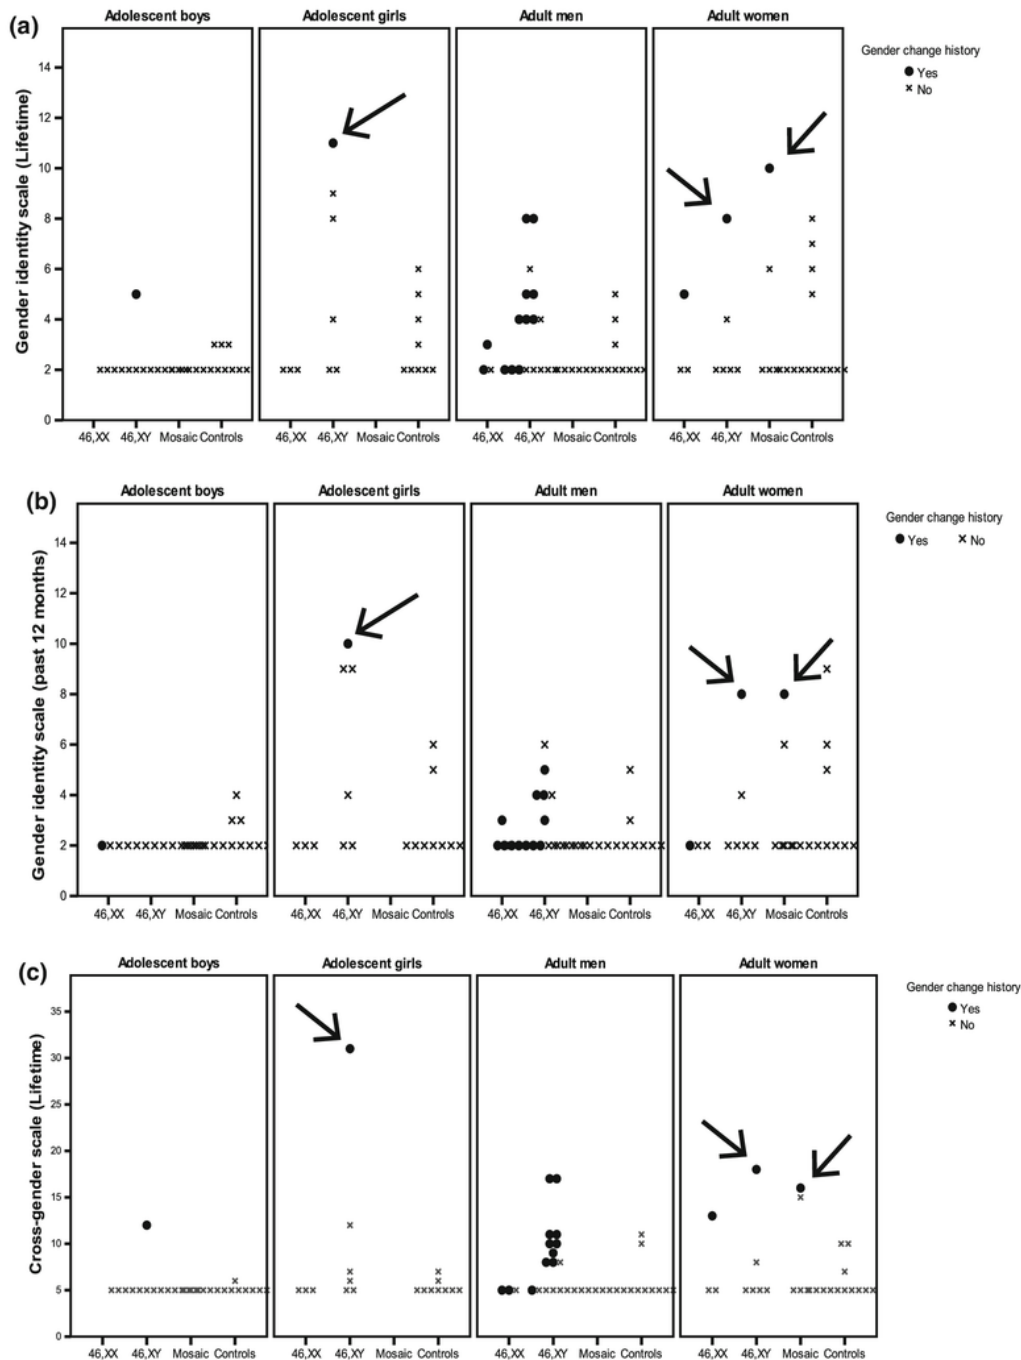 (a)
Adolescent boys Adolescent girls Adult men Adult women
Gender identity scale (Lifetime)
14
12
10
8
6
4
2
0
46,XX 46,XY Mosaic Controls 46,XX 46,XY Mosaic Controls 46,XX 46,XY Mosaic Controls 46,XX 46,XY Mosaic Controls
Gender change history
Yes
No
(b)
Adolescent boys Adolescent girls Adult men Adult women
Gender identity scale (past 12 months)
14
12
10
8
6
4
2
0
46,XX 46,XY Mosaic Controls 46,XX 46,XY Mosaic Controls 46,XX 46,XY Mosaic Controls 46,XX 46,XY Mosaic Controls
Gender change history
Yes No
(c)
Adolescent boys Adolescent girls Adult men Adult women
Cross-gender scale (Lifetime)
35
30
25
20
15
10
5
0
46,XX 46,XY Mosaic Controls 46,XX 46,XY Mosaic Controls 46,XX 46,XY Mosaic Controls 46,XX 46,XY Mosaic Controls
Gender change history
Yes
No